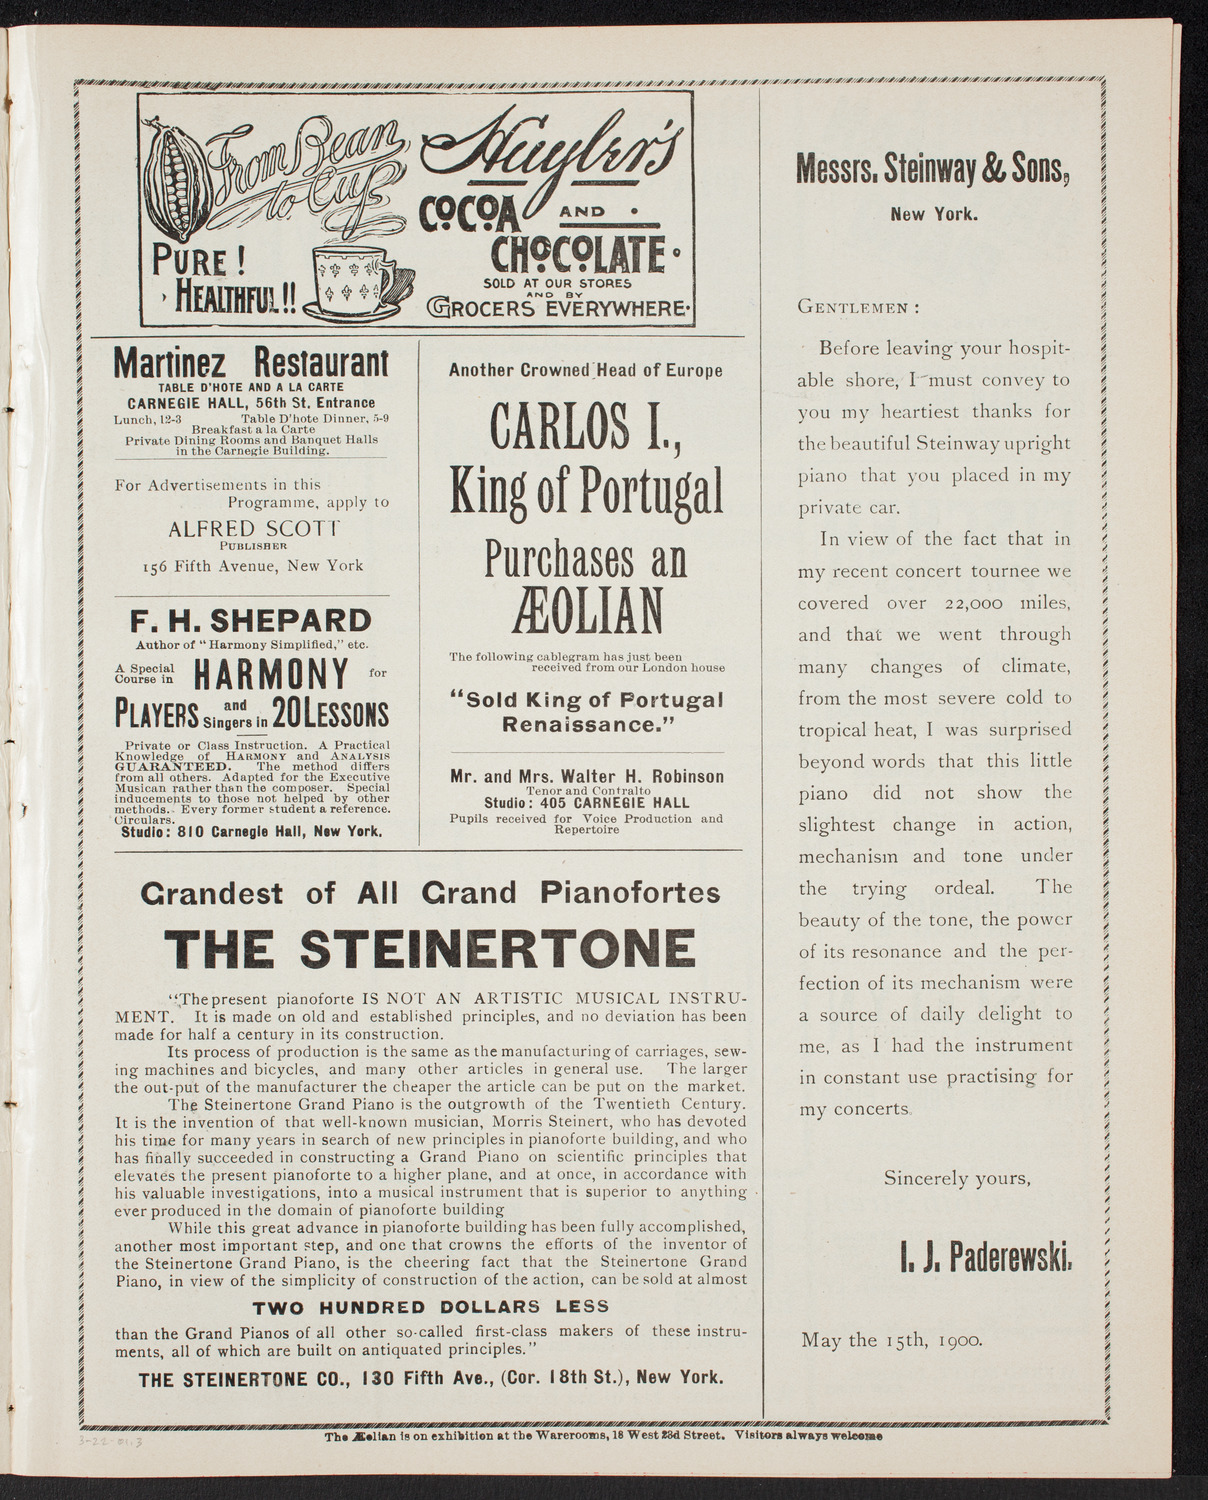 From Bean
to Cup
PURE!
HEALTHFUL!!
Huyler's
COCOA AND
CHOCOLATE
SOLD AT OUR STORES
AND BY
GROCERS EVERYWHERE
Martinez Restaurant
TABLE D'HOTE AND A LA CARTE
CARNEGIE HALL, 56th St. Entrance
Lunch, 12-3 Table D'hote Dinner, 5-9
Breakfast a la Carte
Private Dining Rooms and Banquet Halls
in the Carnegie Building.
For Advertisements in this
Programme, apply to
ALFRED SCOTT
PUBLISHER
156 Fifth Avenue, New York
F. H. SHEPARD
Author of "Harmony Simplified," etc.
A Special
Course in HARMONY for
PLAYERS and
Singers in 20 LESSONS
Private or Class Instruction. A Practical
Knowledge of HARMONY and ANALYSIS
GUARANTEED. The method differs
from all others. Adapted for the Executive
Musican rather than the composer. Special
inducements to those not helped by other
methods. Every former student a reference.
Circulars.
Studio: 810 Carnegie Hall, New York.
Another Crowned Head of Europe
CARLOS I.,
King of Portugal
Purchases an
ÆOLIAN
The following cablegram has just been
received from our London house
"Sold King of Portugal
Renaissance."
Mr. and Mrs. Walter H. Robinson
Tenor and Contralto
Studio: 405 CARNEGIE HALL
Pupils received for Voice Production and
Repertoire
Grandest of All Grand Pianofortes
THE STEINERTONE
"The present pianoforte IS NOT AN ARTISTIC MUSICAL INSTRU-
MENT. It is made on old and established principles, and no deviation has been
made for half a century in its construction.
Its process of production is the same as the manufacturing of carriages, sew-
ing machines and bicycles, and many other articles in general use. The larger
the out-put of the manufacturer the cheaper the article can be put on the market.
The Steinertone Grand Piano is the outgrowth of the Twentieth Century.
It is the invention of that well-known musician, Morris Steinert, who has devoted
his time for many years in search of new principles in pianoforte building, and who
has finally succeeded in constructing a Grand Piano on scientific principles that
elevates the present pianoforte to a higher plane, and at once, in accordance with
his valuable investigations, into a musical instrument that is superior to anything
ever produced in the domain of pianoforte building
While this great advance in pianoforte building has been fully accomplished,
another most important step, and one that crowns the efforts of the inventor of
the Steinertone Grand Piano, is the cheering fact that the Steinertone Grand
Piano, in view of the simplicity of construction of the action, can be sold at almost
TWO HUNDRED DOLLARS LESS
than the Grand Pianos of all other so-called first-class makers of these instru-
ments, all of which are built on antiquated principles."
THE STEINERTONE CO., 130 Fifth Ave., (Cor. 18th St.), New York.
Messrs. Steinway & Sons,
New York.
GENTLEMEN:
Before leaving your hospit-
able shore, I must convey to
you my heartiest thanks for
the beautiful Steinway upright
piano that you placed in my
private car.
In view of the fact that in
my recent concert tournee we
covered over 22,000 miles,
and that we went through
many changes of climate,
from the most severe cold to
tropical heat, I was surprised
beyond words that this little
piano did not show the
slightest change in action,
mechanism and tone under
the trying ordeal. The
beauty of the tone, the power
of its resonance and the per-
fection of its mechanism were
a source of daily delight to
me, as I had the instrument
in constant use practising for
my concerts.
Sincerely yours,
I. J. Paderewski.
May the 15th, 1900.
The Æolian is on exhibition at the Warerooms, 18 West 23d Street. Visitors always welcome
3-22-01.3